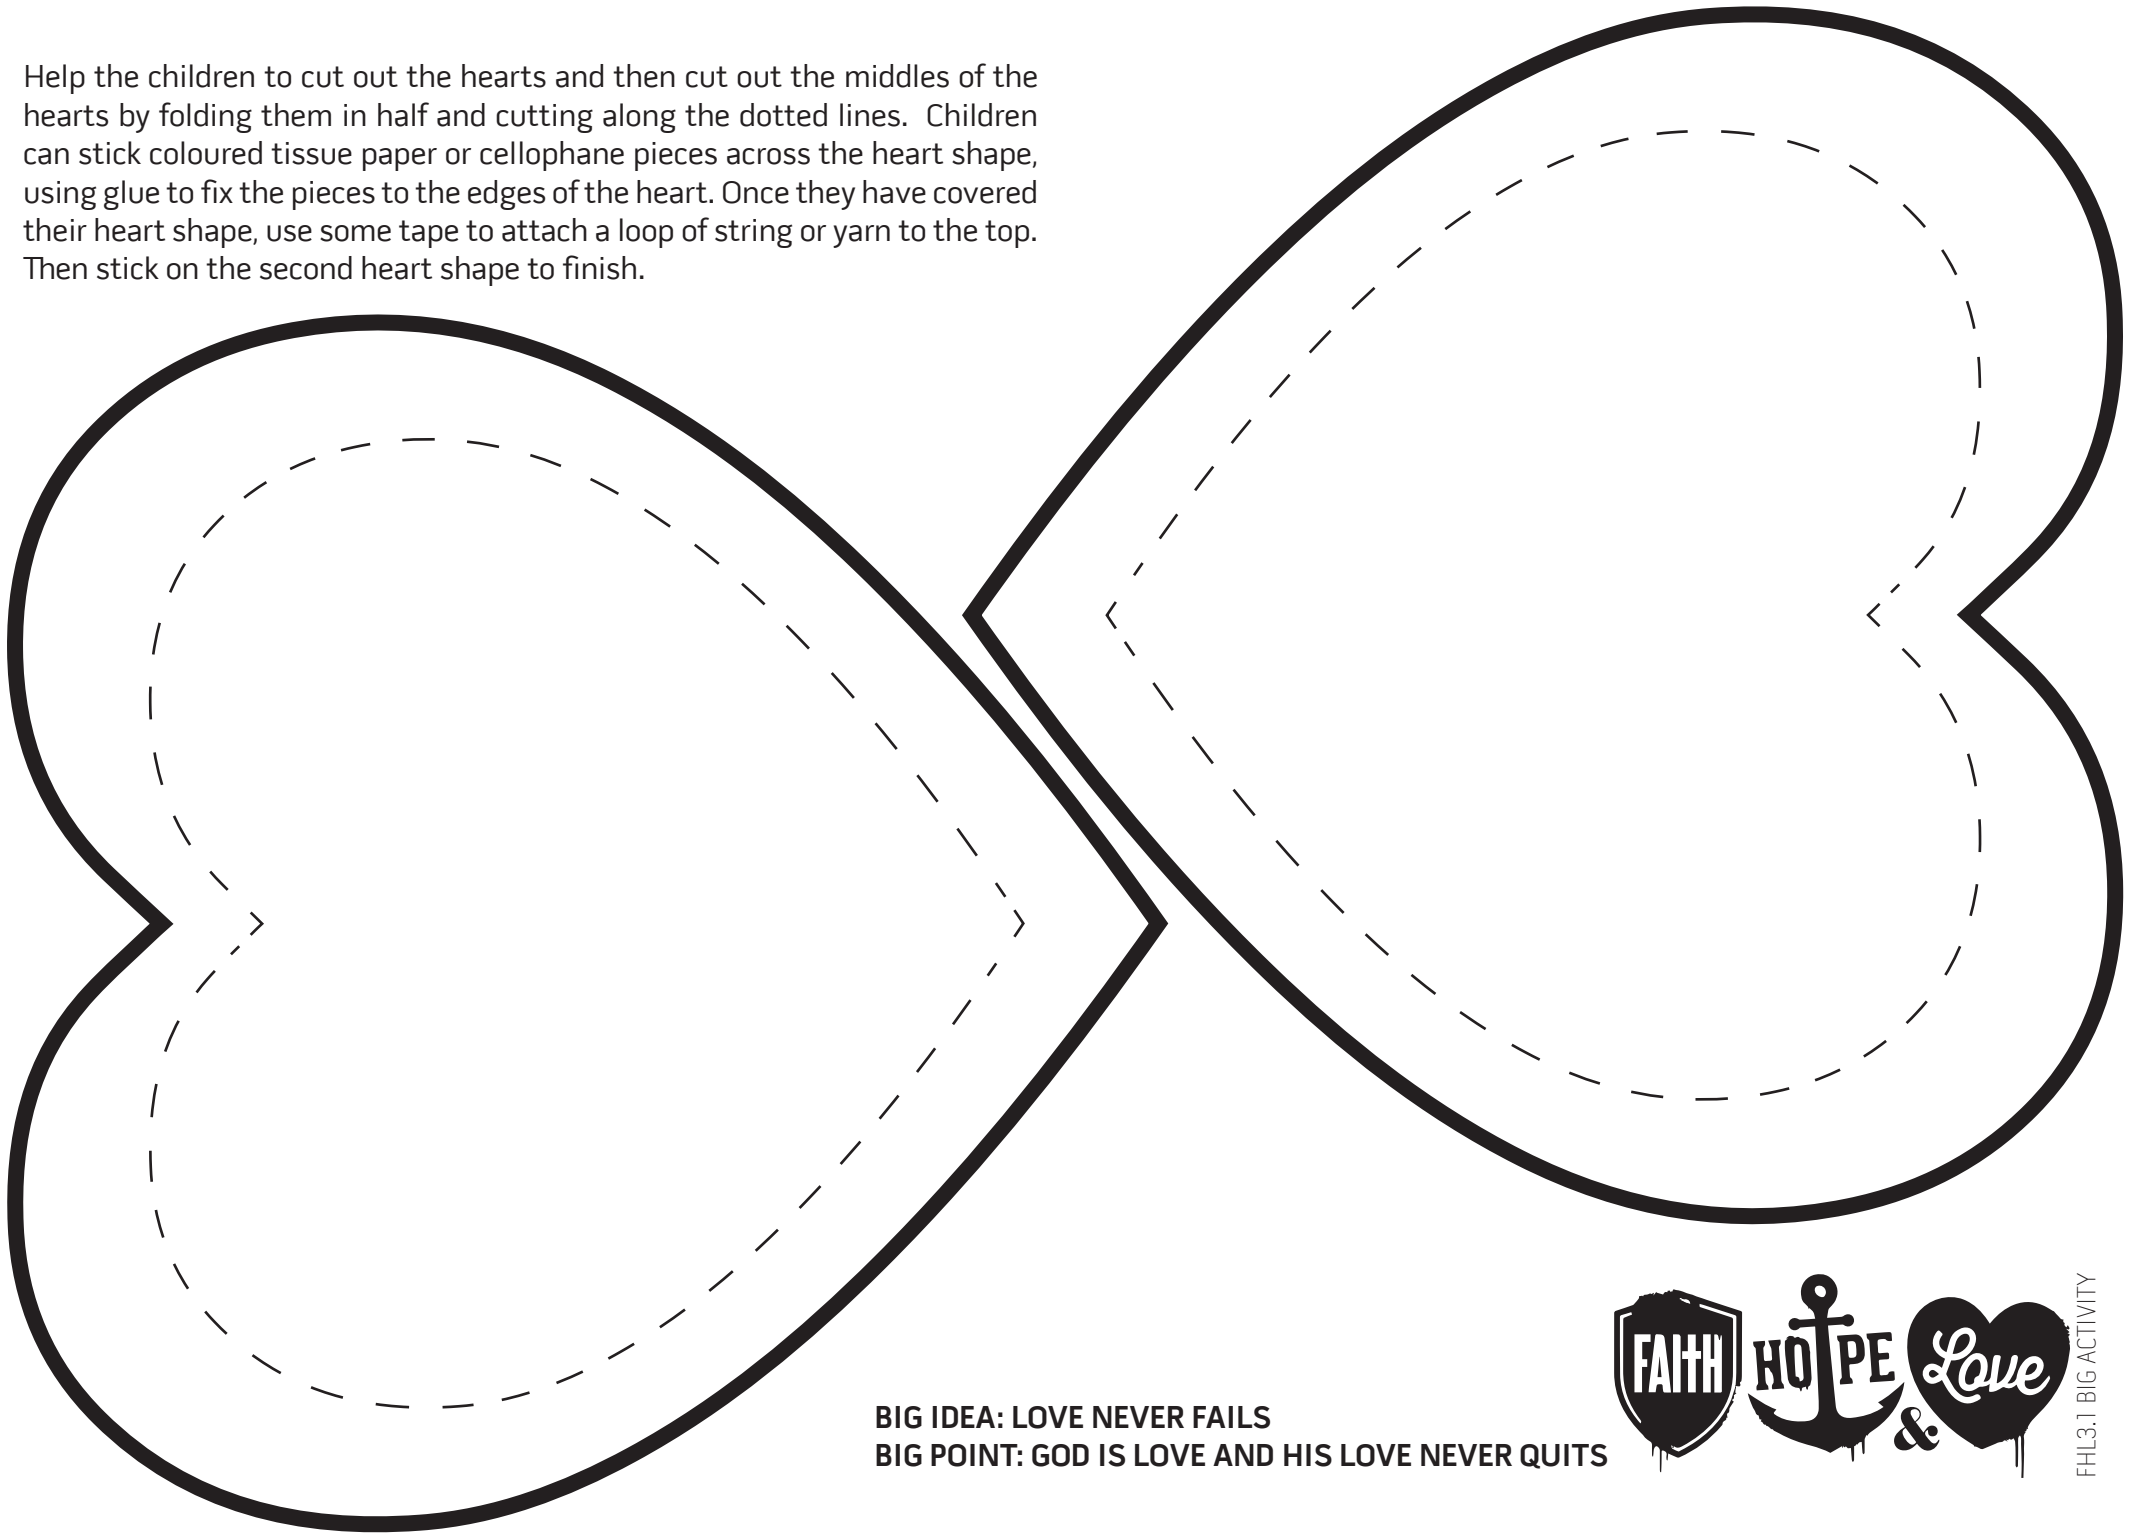 Help the children to cut out the hearts and then cut out the middles of the
hearts by folding them in half and cutting along the dotted lines.  Children
can stick coloured tissue paper or cellophane pieces across the heart shape,
using glue to fix the pieces to the edges of the heart. Once they have covered
their heart shape, use some tape to attach a loop of string or yarn to the top.
Then stick on the second heart shape to finish.
BIG IDEA: LOVE NEVER FAILS
BIG POINT: GOD IS LOVE AND HIS LOVE NEVER QUITS
FAITH HOPE & Love
FHL3.1 BIG ACTIVITY